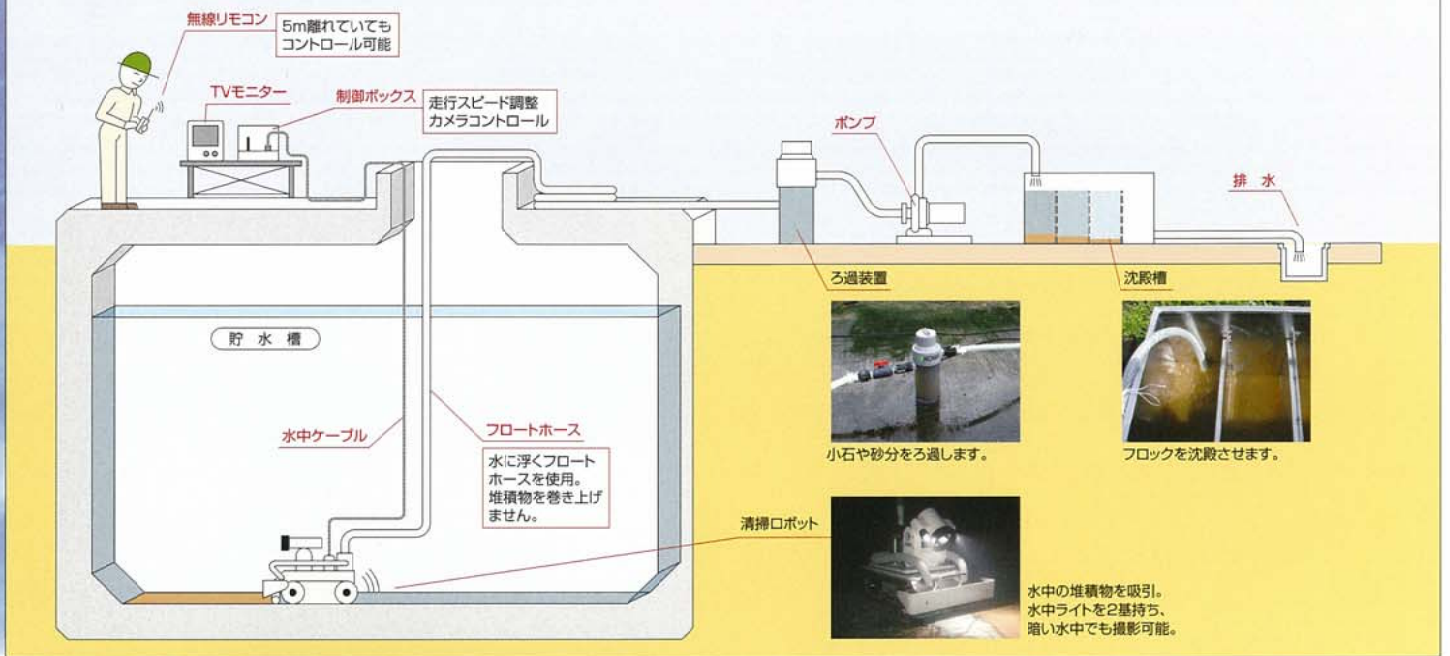 無線リモコン
5m離れていても
コントロール可能
TVモニター
制御ボックス
走行スピード調整
カメラコントロール
ポンプ
排 水
ろ過装置
沈殿槽
貯 水 槽
水中ケーブル
フロートホース
水に浮くフロート
ホースを使用。
堆積物を巻き上げ
ません。
小石や砂分をろ過します。
フロックを沈殿させます。
清掃ロボット
水中の堆積物を吸引。
水中ライトを2基持ち、
暗い水中でも撮影可能。